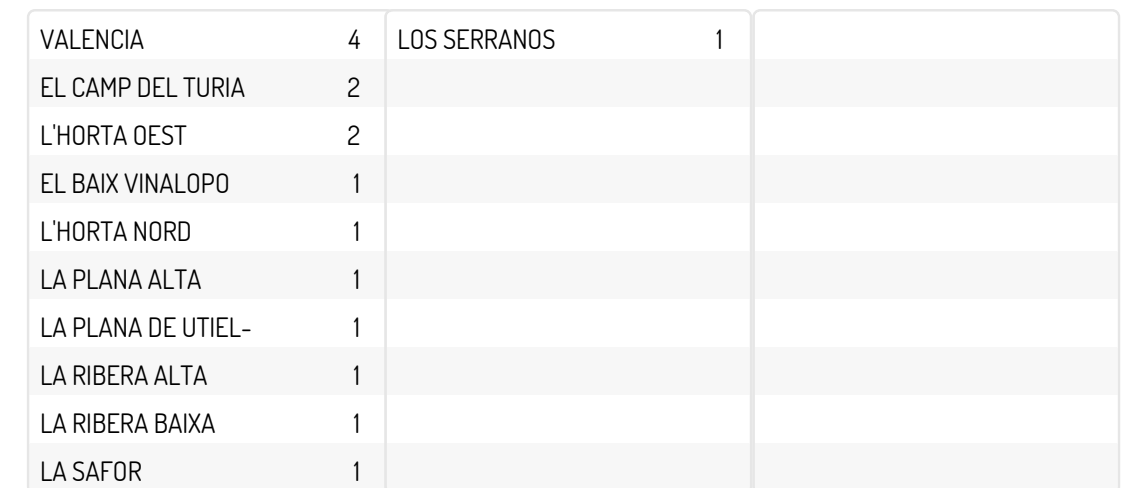 VALENCIA 4
EL CAMP DEL TURIA 2
L'HORTA OEST 2
EL BAIX VINALOPO 1
L'HORTA NORD 1
LA PLANA ALTA 1
LA PLANA DE UTIEL- 1
LA RIBERA ALTA 1
LA RIBERA BAIXA 1
LA SAFOR 1
LOS SERRANOS 1